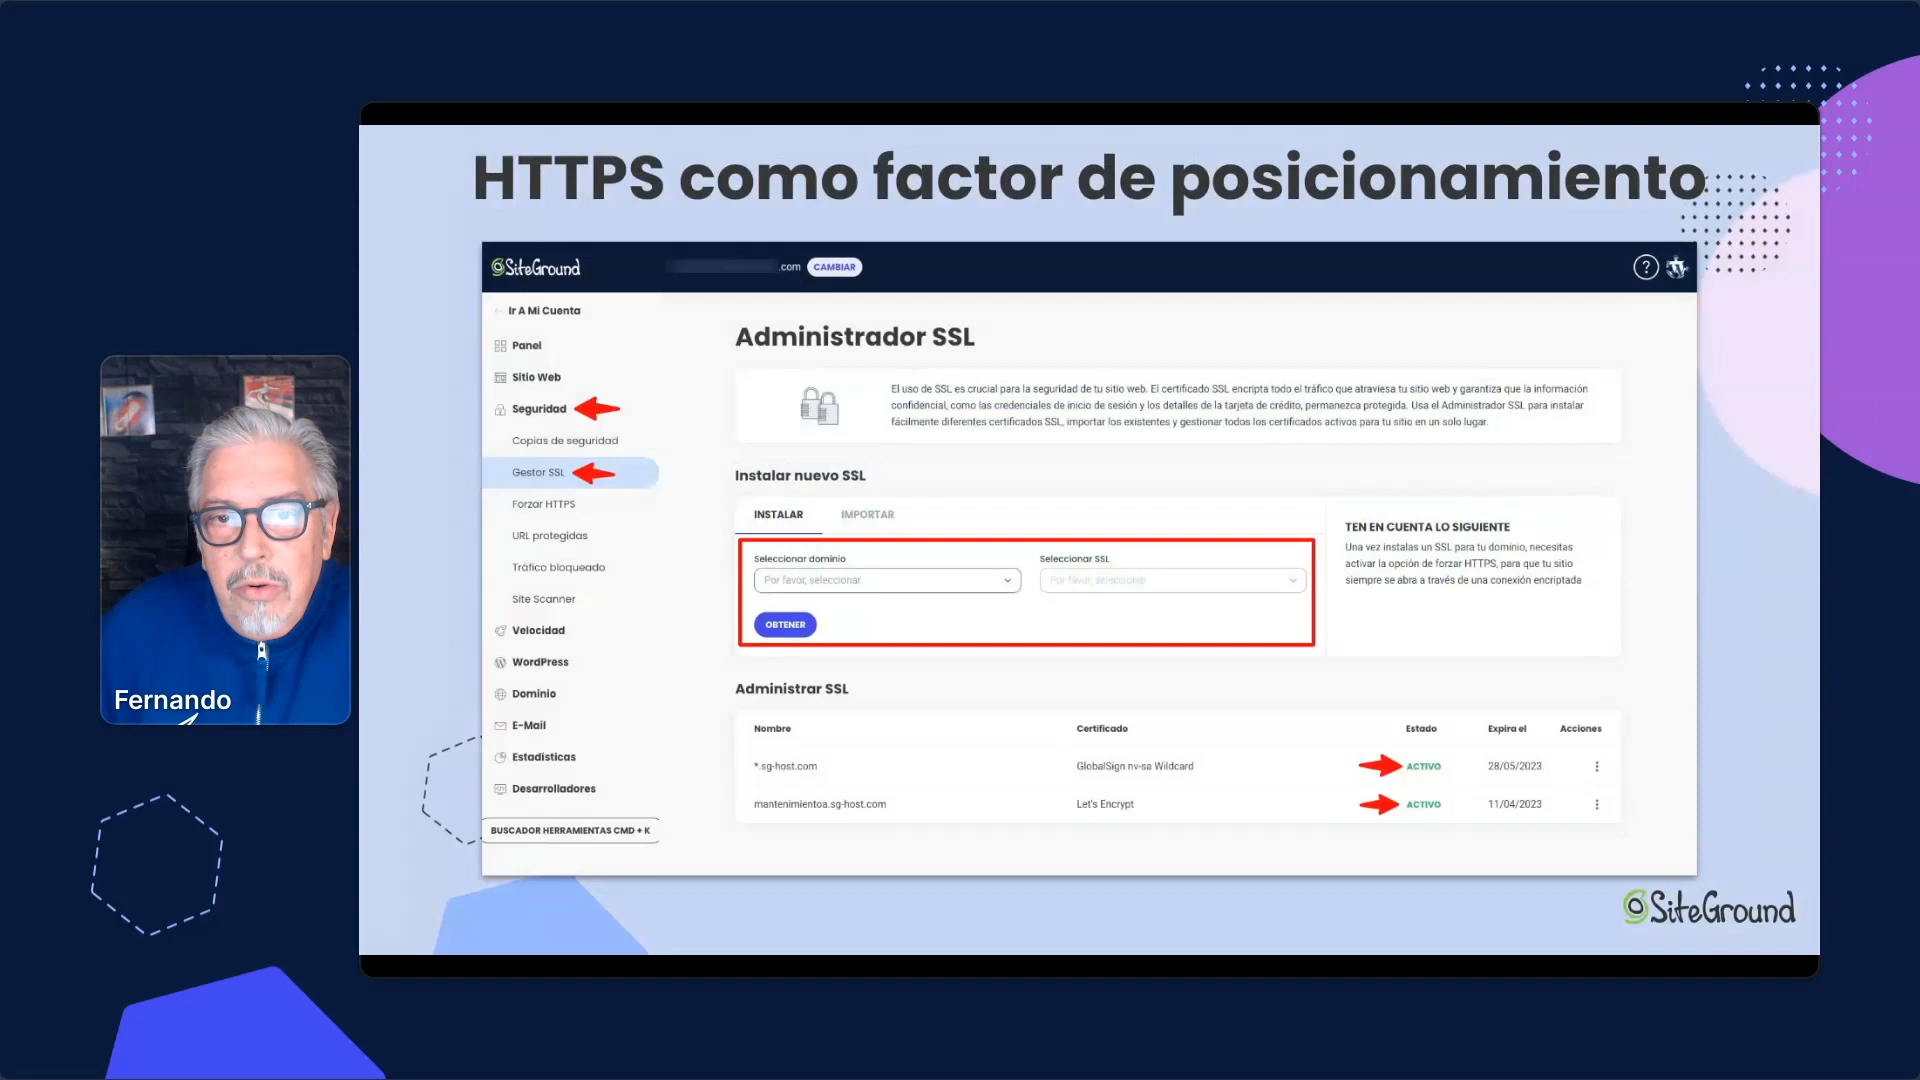 HTTPS como factor de posicionamiento
SiteGround
.com CAMBIAR
?
Ir A Mi Cuenta
Panel
Sitio Web
Seguridad
Copias de seguridad
Gestor SSL
Forzar HTTPS
URL protegidas
Tráfico bloqueado
Site Scanner
Velocidad
WordPress
Dominio
E-Mail
Estadísticas
Desarrolladores
BUSCADOR HERRAMIENTAS CMD + K
Administrador SSL
El uso de SSL es crucial para la seguridad de tu sitio web. El certificado SSL encripta todo el tráfico que atraviesa tu sitio web y garantiza que la información
confidencial, como las credenciales de inicio de sesión y los detalles de la tarjeta de crédito, permanezca protegida. Usa el Administrador SSL para instalar
fácilmente diferentes certificados SSL, importar los existentes y gestionar todos los certificados activos para tu sitio en un solo lugar.
Instalar nuevo SSL
INSTALAR IMPORTAR
Seleccionar dominio Seleccionar SSL
Por favor, seleccionar Por favor, seleccionar
OBTENER
TEN EN CUENTA LO SIGUIENTE
Una vez instalas un SSL para tu dominio, necesitas
activar la opción de forzar HTTPS, para que tu sitio
siempre se abra a través de una conexión encriptada
Administrar SSL
Nombre Certificado Estado Expira el Acciones
*.sg-host.com GlobalSign nv-sa Wildcard ACTIVO 28/05/2023
mantenimientoa.sg-host.com Let's Encrypt ACTIVO 11/04/2023
SiteGround
Fernando